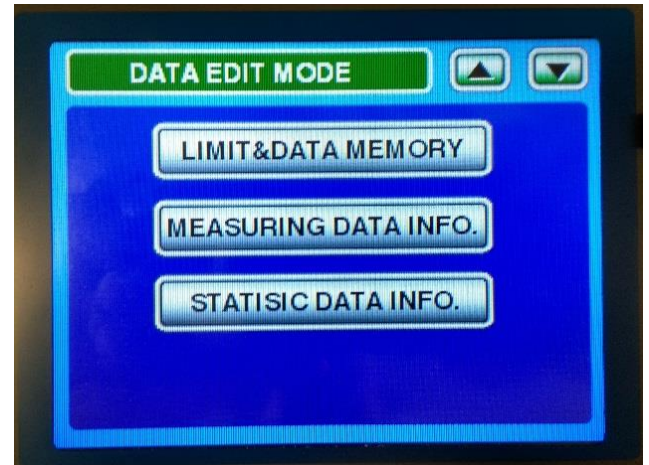 DATA EDIT MODE
LIMIT&DATA MEMORY
MEASURING DATA INFO.
STATISIC DATA INFO.